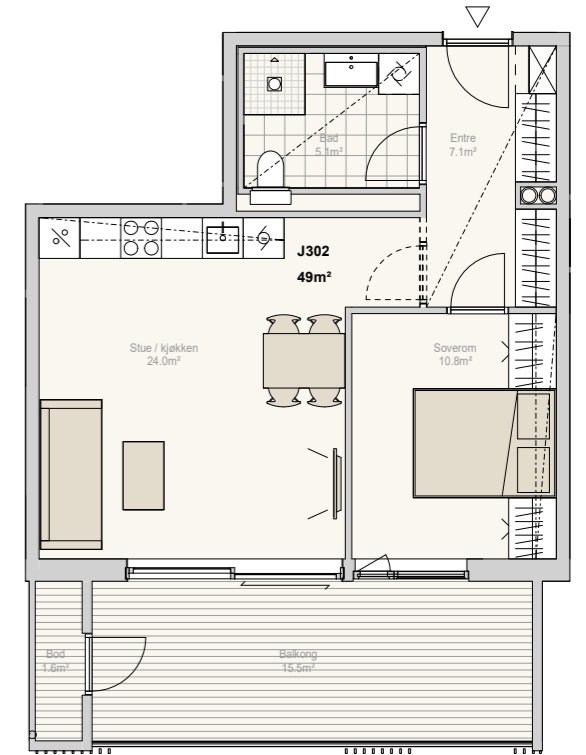 Bad
5.1m²
Entre
7.1m²
J302
49m²
Stue / kjøkken
24.0m²
Soverom
10.8m²
Bod
1.6m²
Balkong
15.5m²